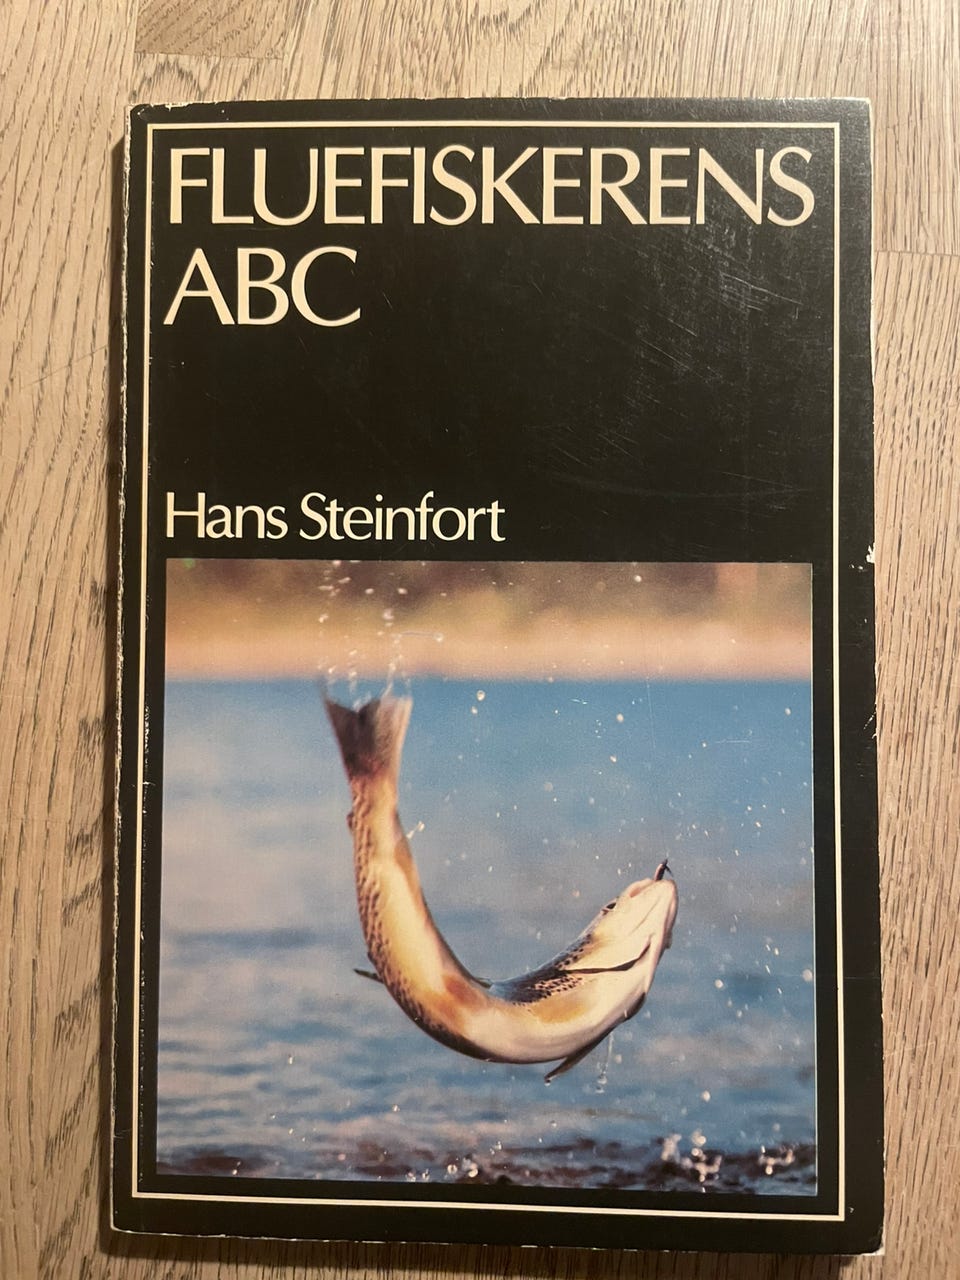 FLUEFISKERENS
ABC
Hans Steinfort